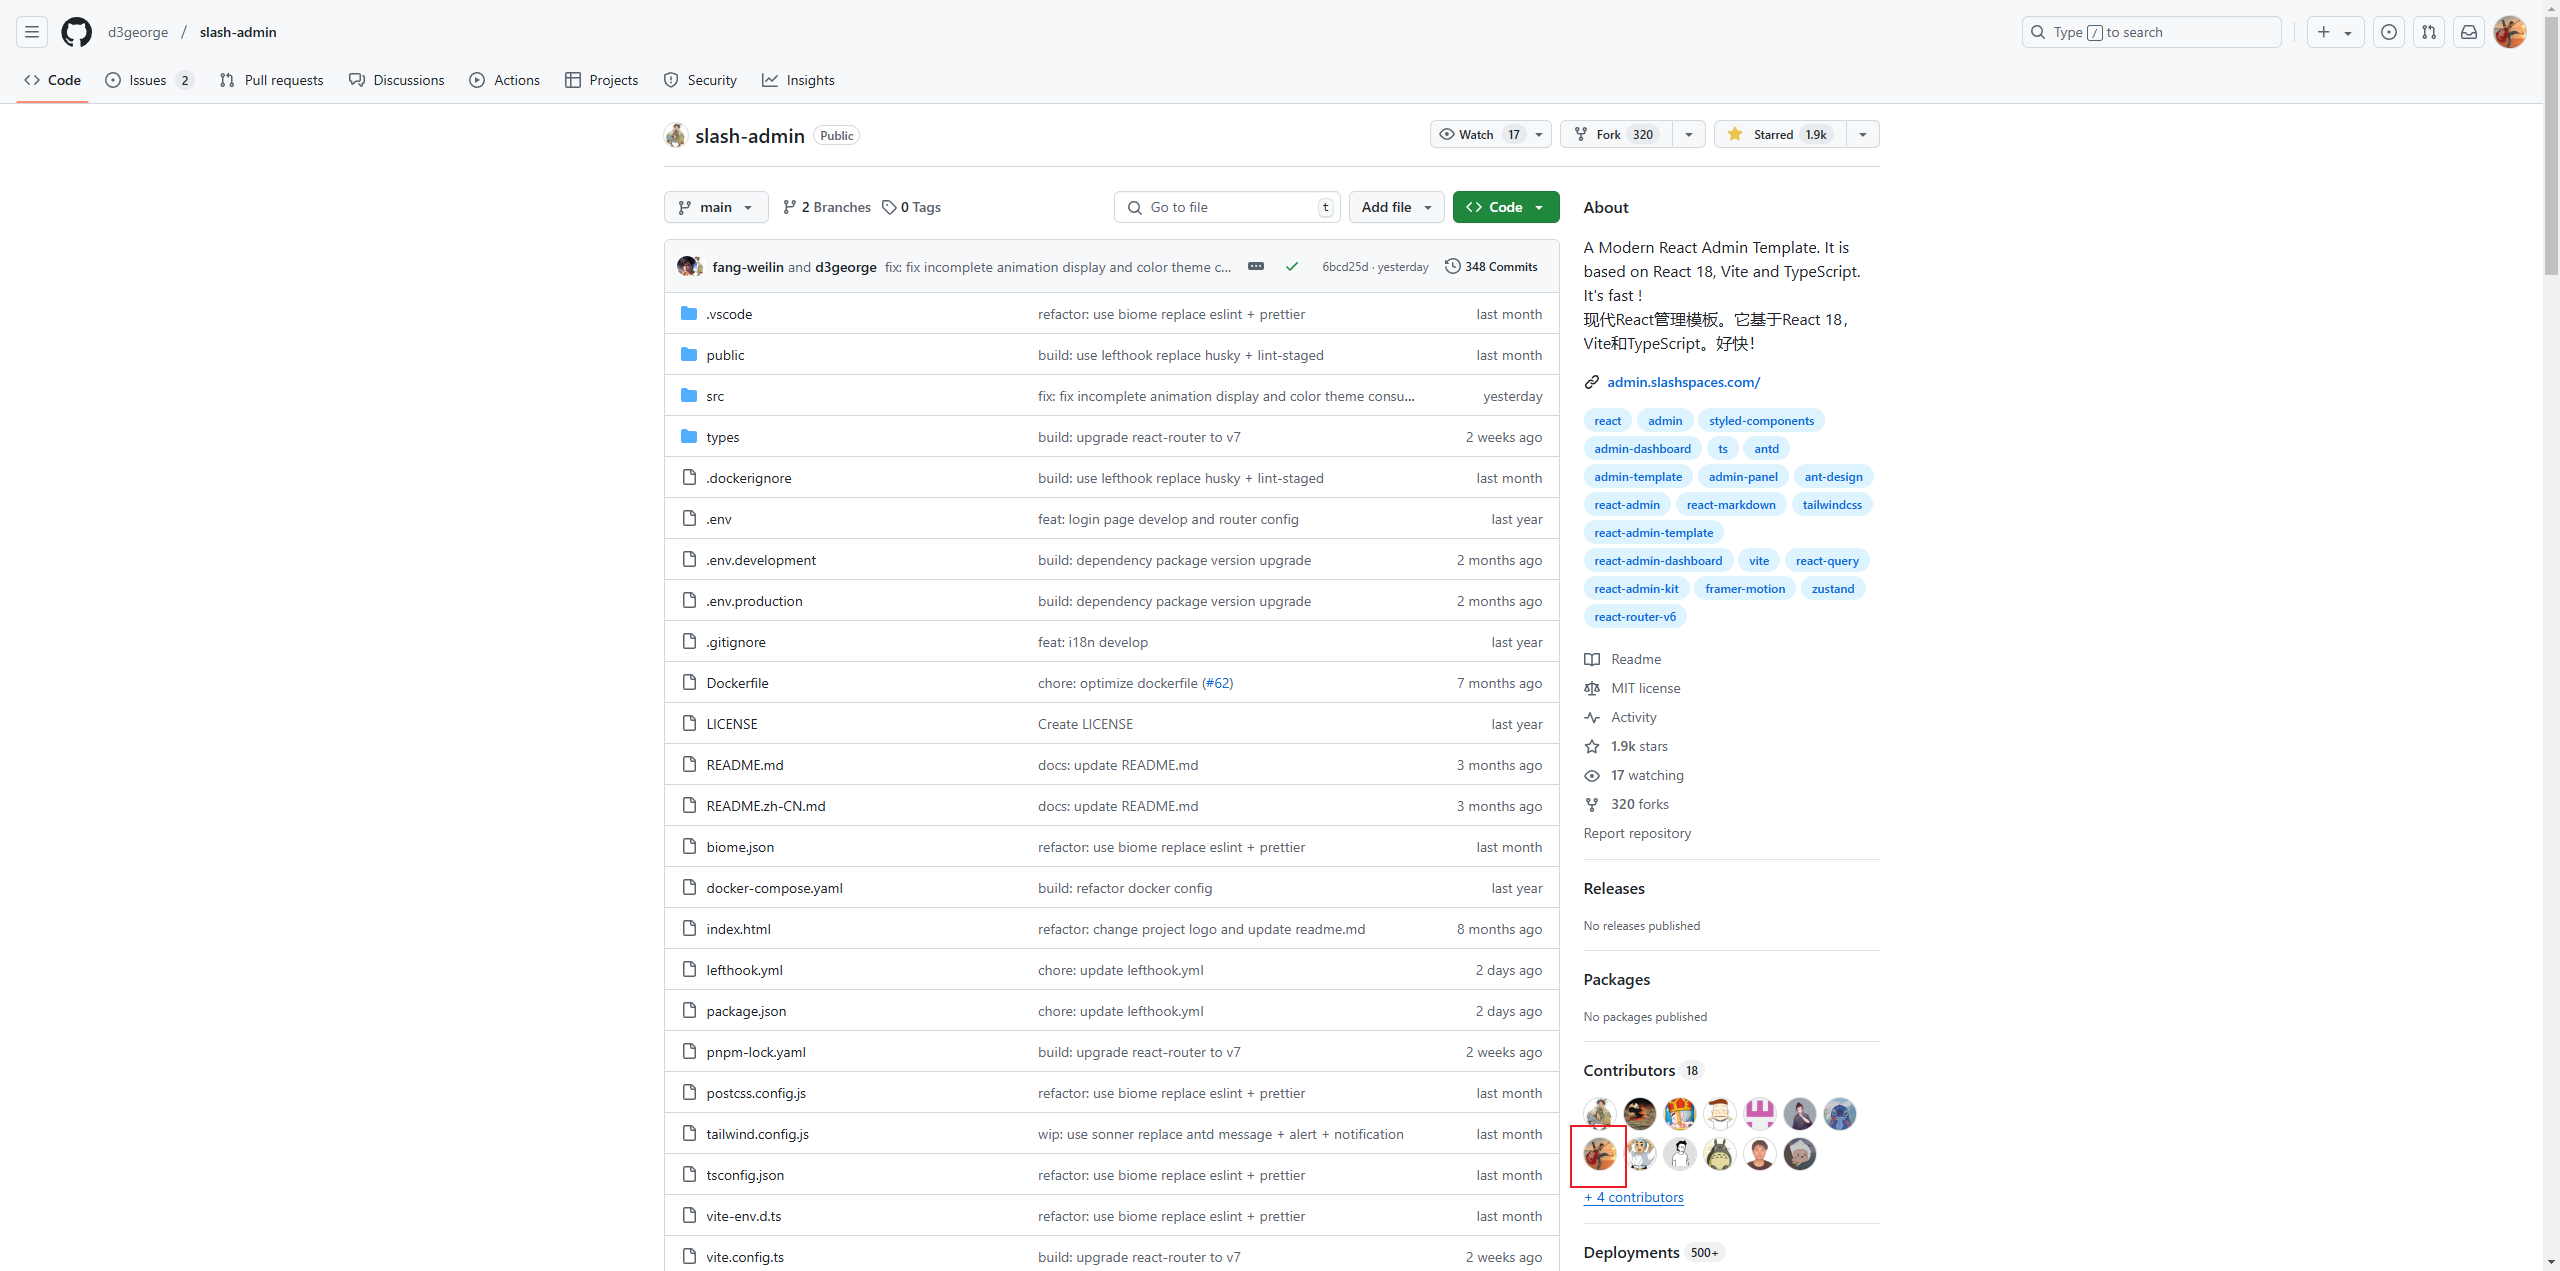 d3george / slash-admin
Type / to search
Code
Issues 2
Pull requests
Discussions
Actions
Projects
Security
Insights
slash-admin Public
Watch 17
Fork 320
Starred 1.9k
main
2 Branches
0 Tags
Go to file t
Add file
Code
fang-weilin and d3george fix: fix incomplete animation display and color theme c... 6bcd25d · yesterday 348 Commits
.vscode refactor: use biome replace eslint + prettier last month
public build: use lefthook replace husky + lint-staged last month
src fix: fix incomplete animation display and color theme consu... yesterday
types build: upgrade react-router to v7 2 weeks ago
.dockerignore build: use lefthook replace husky + lint-staged last month
.env feat: login page develop and router config last year
.env.development build: dependency package version upgrade 2 months ago
.env.production build: dependency package version upgrade 2 months ago
.gitignore feat: i18n develop last year
Dockerfile chore: optimize dockerfile (#62) 7 months ago
LICENSE Create LICENSE last year
README.md docs: update README.md 3 months ago
README.zh-CN.md docs: update README.md 3 months ago
biome.json refactor: use biome replace eslint + prettier last month
docker-compose.yaml build: refactor docker config last year
index.html refactor: change project logo and update readme.md 8 months ago
lefthook.yml chore: update lefthook.yml 2 days ago
package.json chore: update lefthook.yml 2 days ago
pnpm-lock.yaml build: upgrade react-router to v7 2 weeks ago
postcss.config.js refactor: use biome replace eslint + prettier last month
tailwind.config.js wip: use sonner replace antd message + alert + notification last month
tsconfig.json refactor: use biome replace eslint + prettier last month
vite-env.d.ts refactor: use biome replace eslint + prettier last month
vite.config.ts build: upgrade react-router to v7 2 weeks ago
About
A Modern React Admin Template. It is
based on React 18, Vite and TypeScript.
It's fast !
现代React管理模板。它基于React 18，
Vite和TypeScript。好快！
admin.slashspaces.com/
react admin styled-components
admin-dashboard ts antd
admin-template admin-panel ant-design
react-admin react-markdown tailwindcss
react-admin-template
react-admin-dashboard vite react-query
react-admin-kit framer-motion zustand
react-router-v6
Readme
MIT license
Activity
1.9k stars
17 watching
320 forks
Report repository
Releases
No releases published
Packages
No packages published
Contributors 18
+ 4 contributors
Deployments 500+